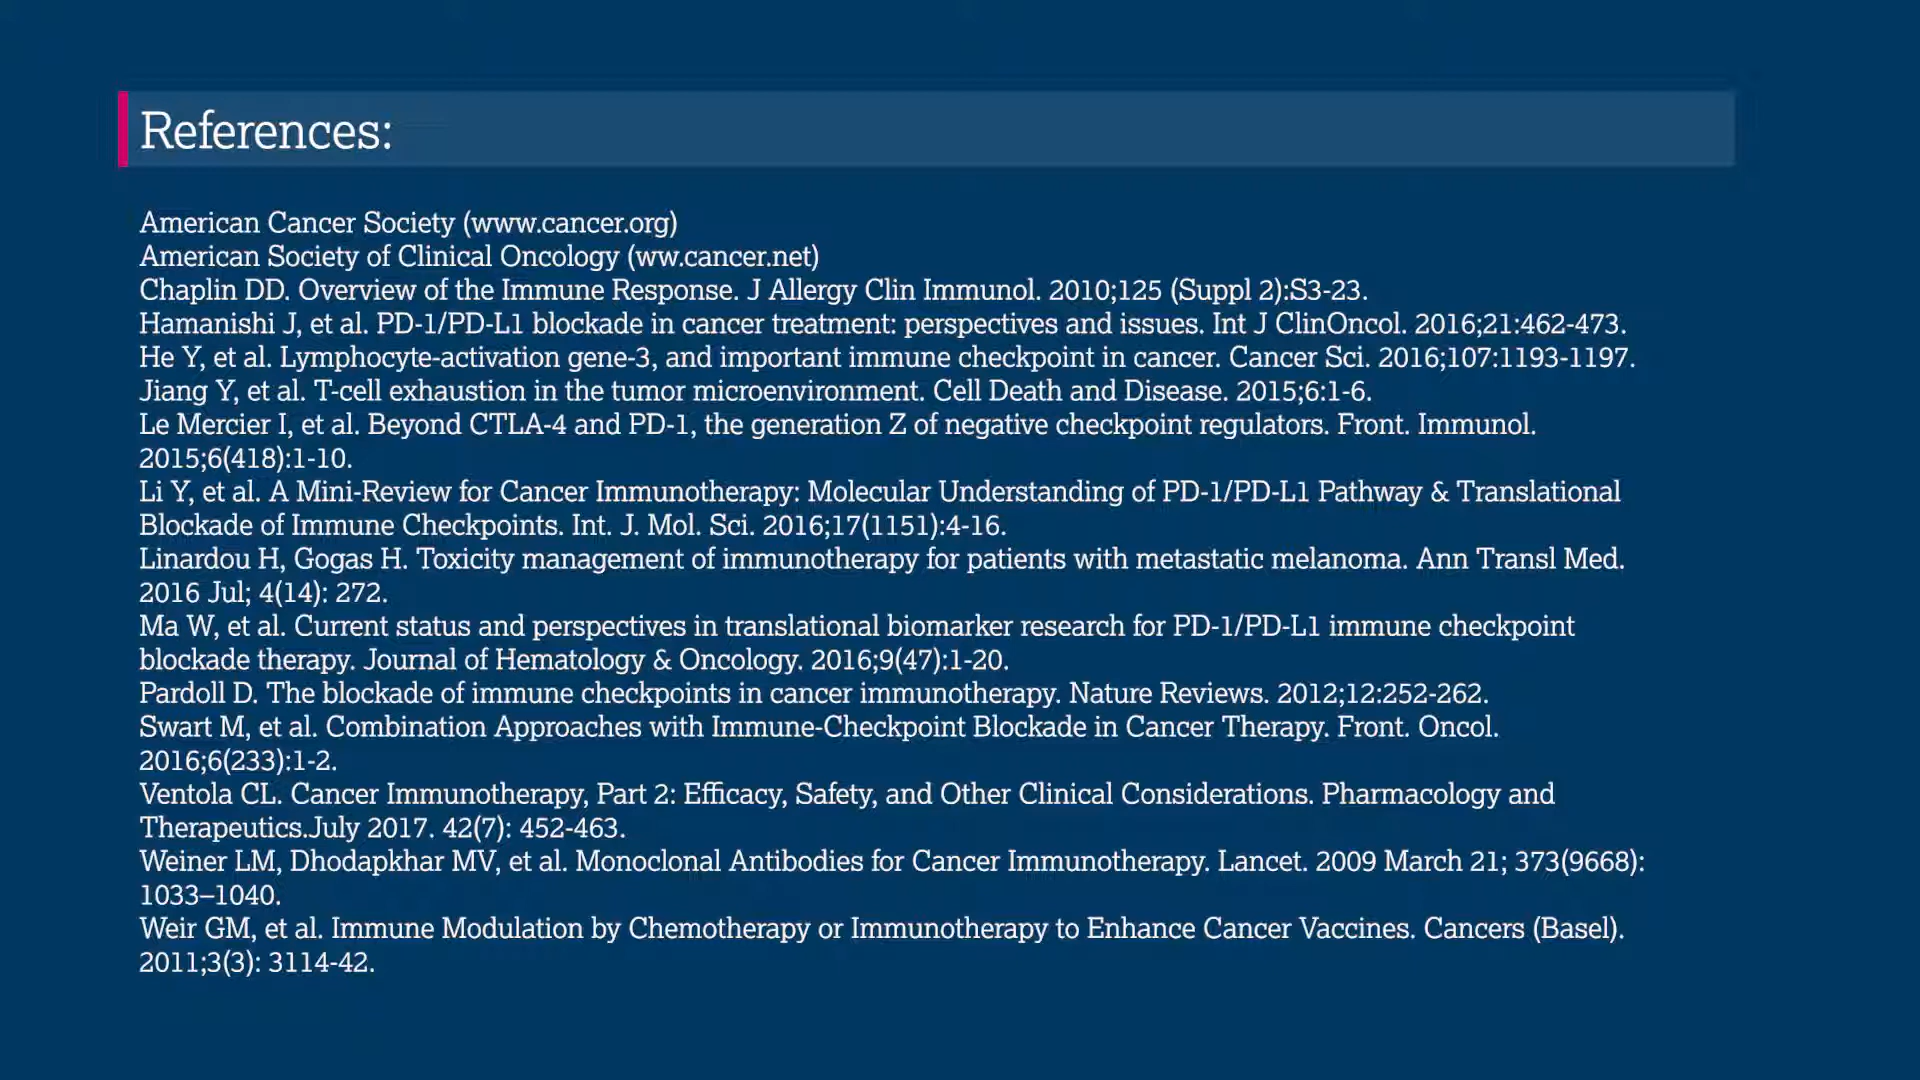 References:
American Cancer Society (www.cancer.org)
American Society of Clinical Oncology (ww.cancer.net)
Chaplin DD. Overview of the Immune Response. J Allergy Clin Immunol. 2010;125 (Suppl 2):S3-23.
Hamanishi J, et al. PD-1/PD-L1 blockade in cancer treatment: perspectives and issues. Int J ClinOncol. 2016;21:462-473.
He Y, et al. Lymphocyte-activation gene-3, and important immune checkpoint in cancer. Cancer Sci. 2016;107:1193-1197.
Jiang Y, et al. T-cell exhaustion in the tumor microenvironment. Cell Death and Disease. 2015;6:1-6.
Le Mercier I, et al. Beyond CTLA-4 and PD-1, the generation Z of negative checkpoint regulators. Front. Immunol.
2015;6(418):1-10.
Li Y, et al. A Mini-Review for Cancer Immunotherapy: Molecular Understanding of PD-1/PD-L1 Pathway & Translational
Blockade of Immune Checkpoints. Int. J. Mol. Sci. 2016;17(1151):4-16.
Linardou H, Gogas H. Toxicity management of immunotherapy for patients with metastatic melanoma. Ann Transl Med.
2016 Jul; 4(14): 272.
Ma W, et al. Current status and perspectives in translational biomarker research for PD-1/PD-L1 immune checkpoint
blockade therapy. Journal of Hematology & Oncology. 2016;9(47):1-20.
Pardoll D. The blockade of immune checkpoints in cancer immunotherapy. Nature Reviews. 2012;12:252-262.
Swart M, et al. Combination Approaches with Immune-Checkpoint Blockade in Cancer Therapy. Front. Oncol.
2016;6(233):1-2.
Ventola CL. Cancer Immunotherapy, Part 2: Efficacy, Safety, and Other Clinical Considerations. Pharmacology and
Therapeutics.July 2017. 42(7): 452-463.
Weiner LM, Dhodapkhar MV, et al. Monoclonal Antibodies for Cancer Immunotherapy. Lancet. 2009 March 21; 373(9668):
1033–1040.
Weir GM, et al. Immune Modulation by Chemotherapy or Immunotherapy to Enhance Cancer Vaccines. Cancers (Basel).
2011;3(3): 3114-42.